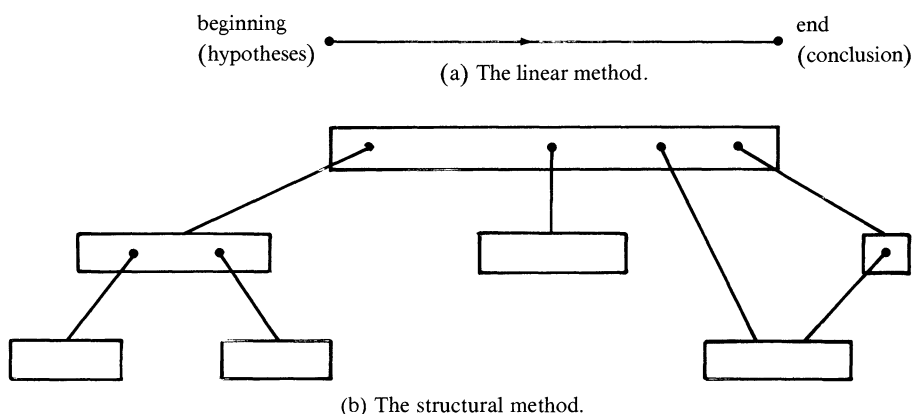 beginning
(hypotheses)
end
(conclusion)
(a) The linear method.
(b) The structural method.